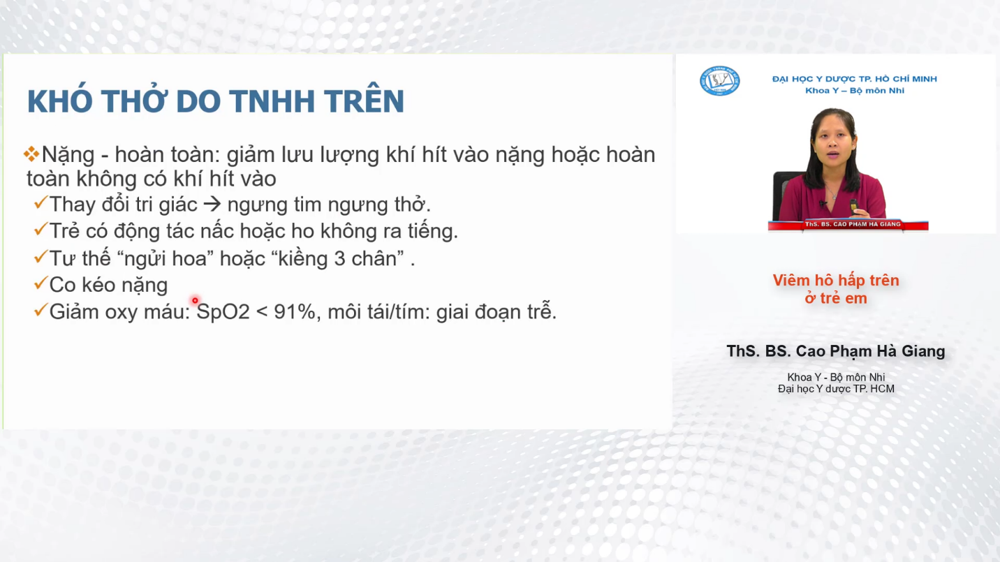 KHÓ THỞ DO TNHH TRÊN
Nặng - hoàn toàn: giảm lưu lượng khí hít vào nặng hoặc hoàn
toàn không có khí hít vào
Thay đổi tri giác → ngưng tim ngưng thở.
Trẻ có động tác nấc hoặc ho không ra tiếng.
Tư thế “ngửi hoa” hoặc “kiềng 3 chân” .
Co kéo nặng
Giảm oxy máu: SpO2 < 91%, môi tái/tím: giai đoạn trễ.
ĐẠI HỌC Y DƯỢC TP. HỒ CHÍ MINH
Khoa Y – Bộ môn Nhi
ThS. BS. CAO PHẠM HÀ GIANG
Viêm hô hấp trên
ở trẻ em
ThS. BS. Cao Phạm Hà Giang
Khoa Y - Bộ môn Nhi
Đại học Y dược TP. HCM